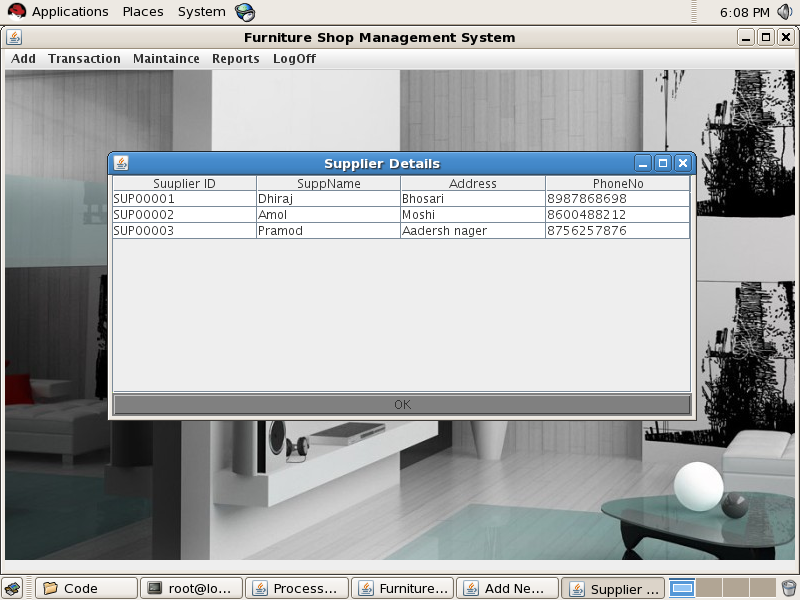 Applications Places System 6:08 PM
Furniture Shop Management System
Add Transaction Maintaince Reports LogOff
Supplier Details
Suuplier ID SuppName Address PhoneNo
SUP00001 Dhiraj Bhosari 8987868698
SUP00002 Amol Moshi 8600488212
SUP00003 Pramod Aadersh nager 8756257876
OK
Code root@lo... Process... Furniture... Add Ne... Supplier ...